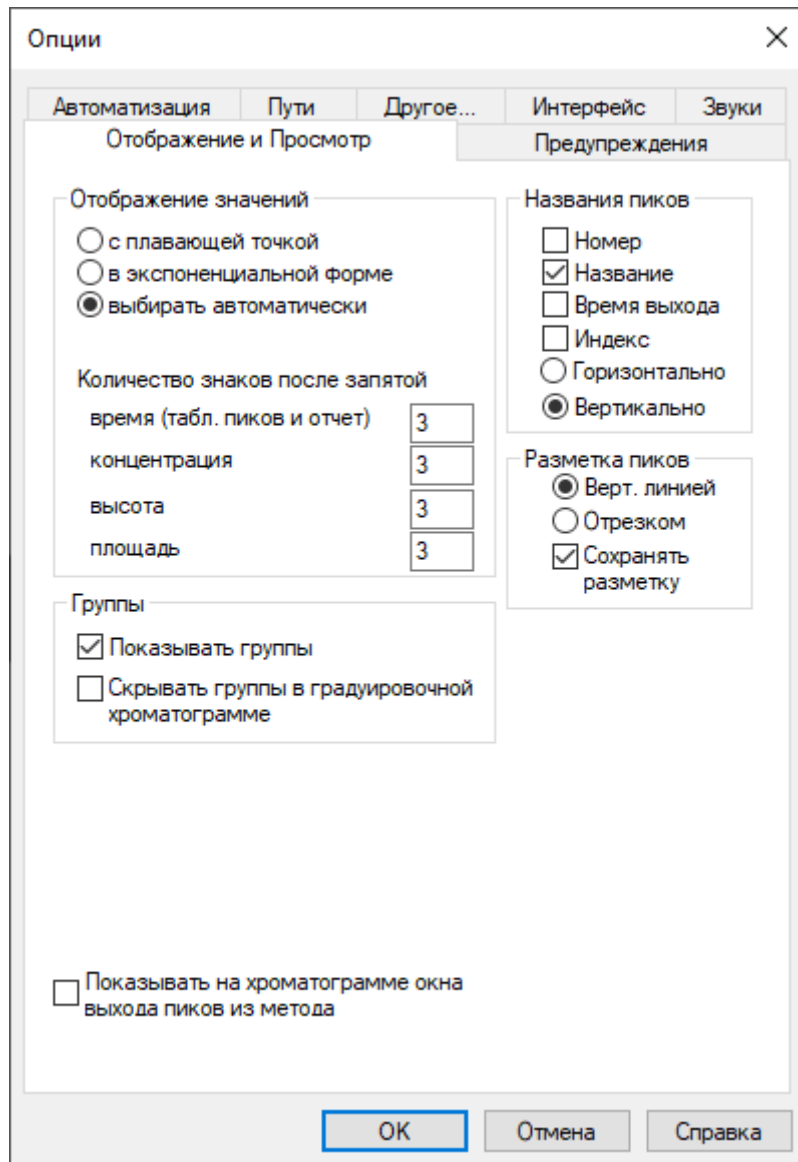 Опции
Автоматизация Пути Другое... Интерфейс Звуки
Отображение и Просмотр Предупреждения
Отображение значений
с плавающей точкой
в экспоненциальной форме
выбирать автоматически
Количество знаков после запятой
время (табл. пиков и отчет) 3
концентрация 3
высота 3
площадь 3
Названия пиков
Номер
Название
Время выхода
Индекс
Горизонтально
Вертикально
Разметка пиков
Верт. линией
Отрезком
Сохранять
разметку
Группы
Показывать группы
Скрывать группы в градуировочной
хроматограмме
Показывать на хроматограмме окна
выхода пиков из метода
OK Отмена Справка